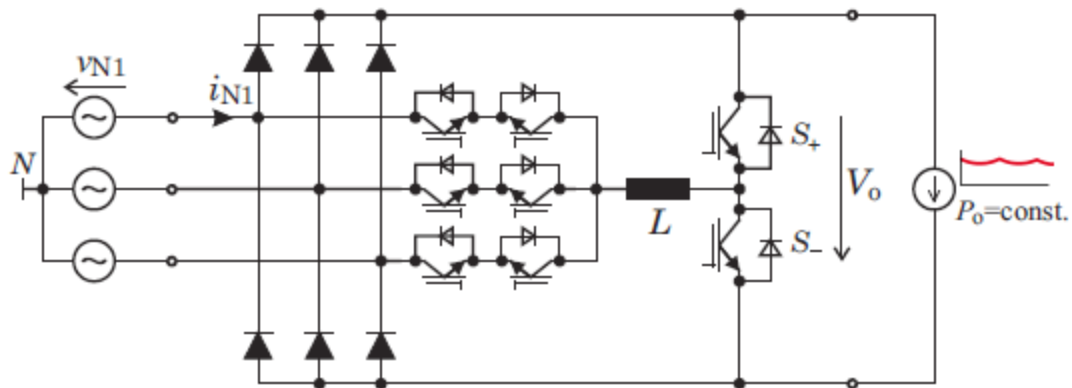 vN1
iN1
N
L
S+
S−
Vo
Po=const.